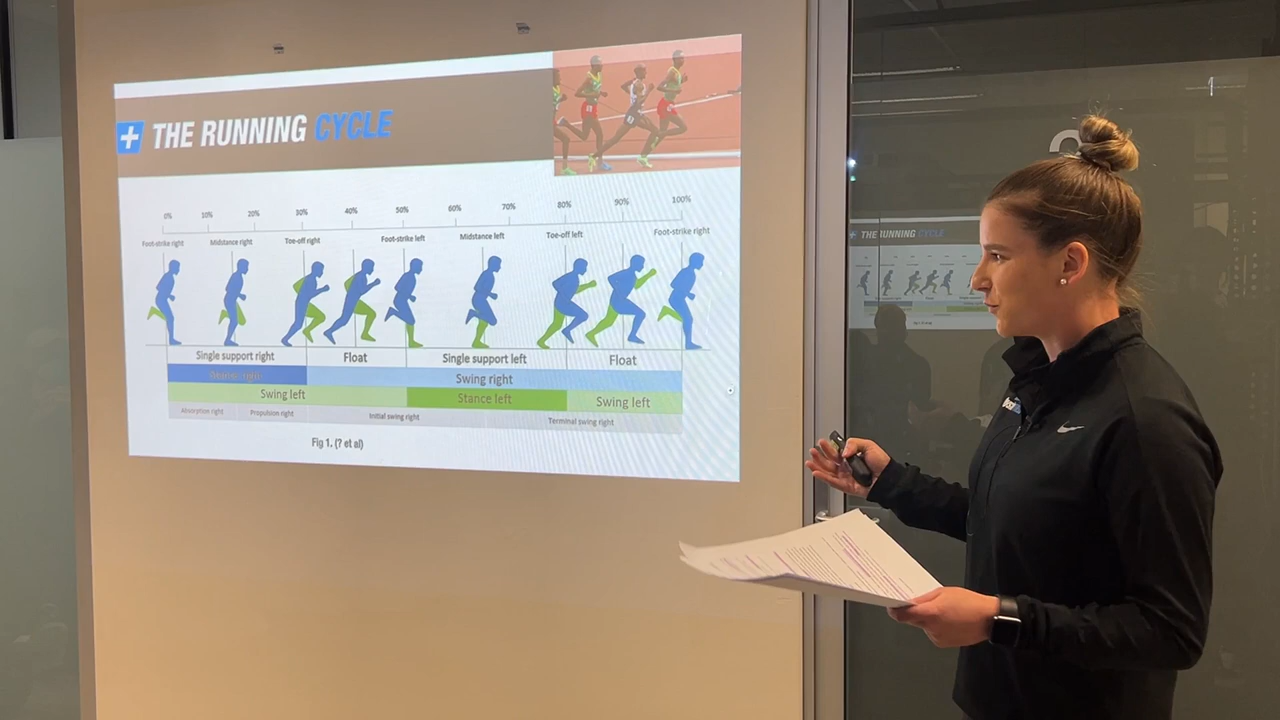 THE RUNNING CYCLE
0% 10% 20% 30% 40% 50% 60% 70% 80% 90% 100%
Foot-strike right Midstance right Toe-off right Foot-strike left Midstance left Toe-off left Foot-strike right
Single support right Float Single support left Float
Stance right Swing right
Swing left Stance left Swing left
Absorption right Propulsion right Initial swing right Terminal swing right
Fig 1. (? et al)
THE RUNNING CYCLE